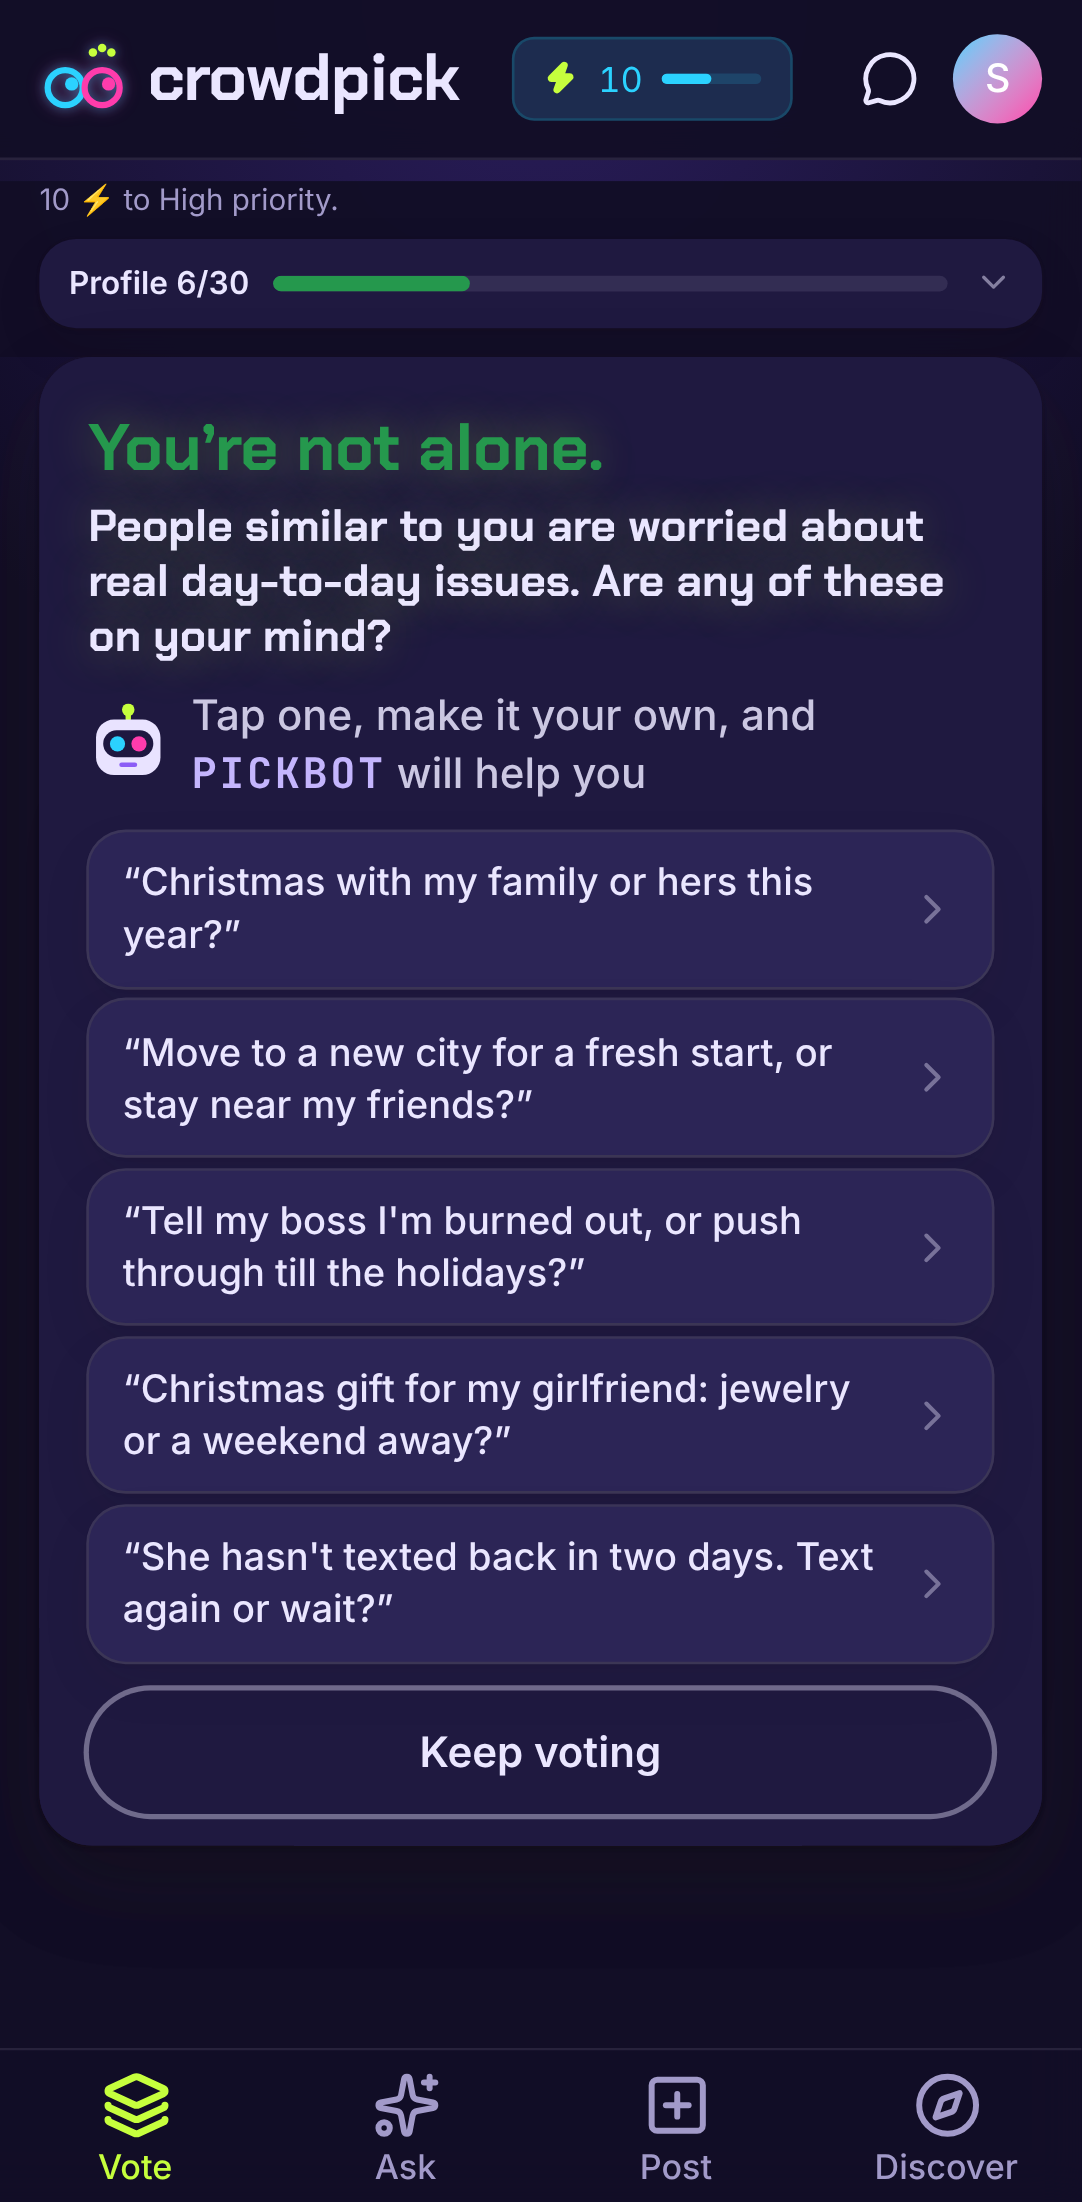 crowdpick
10
S
10 ⚡ to High priority.
Profile 6/30
You’re not alone.
People similar to you are worried about
real day-to-day issues. Are any of these
on your mind?
Tap one, make it your own, and
PICKBOT will help you
“Christmas with my family or hers this
year?”
“Move to a new city for a fresh start, or
stay near my friends?”
“Tell my boss I'm burned out, or push
through till the holidays?”
“Christmas gift for my girlfriend: jewelry
or a weekend away?”
“She hasn't texted back in two days. Text
again or wait?”
Keep voting
Vote
Ask
Post
Discover